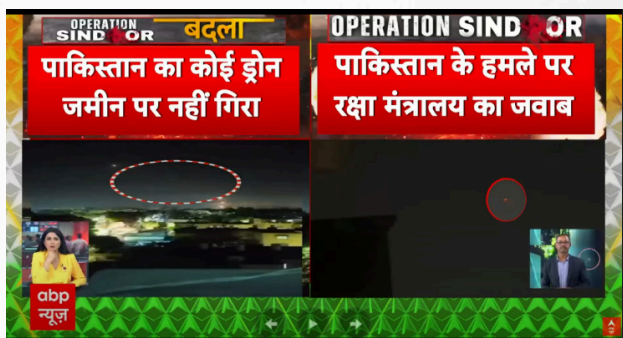 OPERATION
SINDOOR
बदला
पाकिस्तान का कोई ड्रोन
जमीन पर नहीं गिरा
OPERATION SINDOOR
पाकिस्तान के हमले पर
रक्षा मंत्रालय का जवाब
abp
न्यूज़